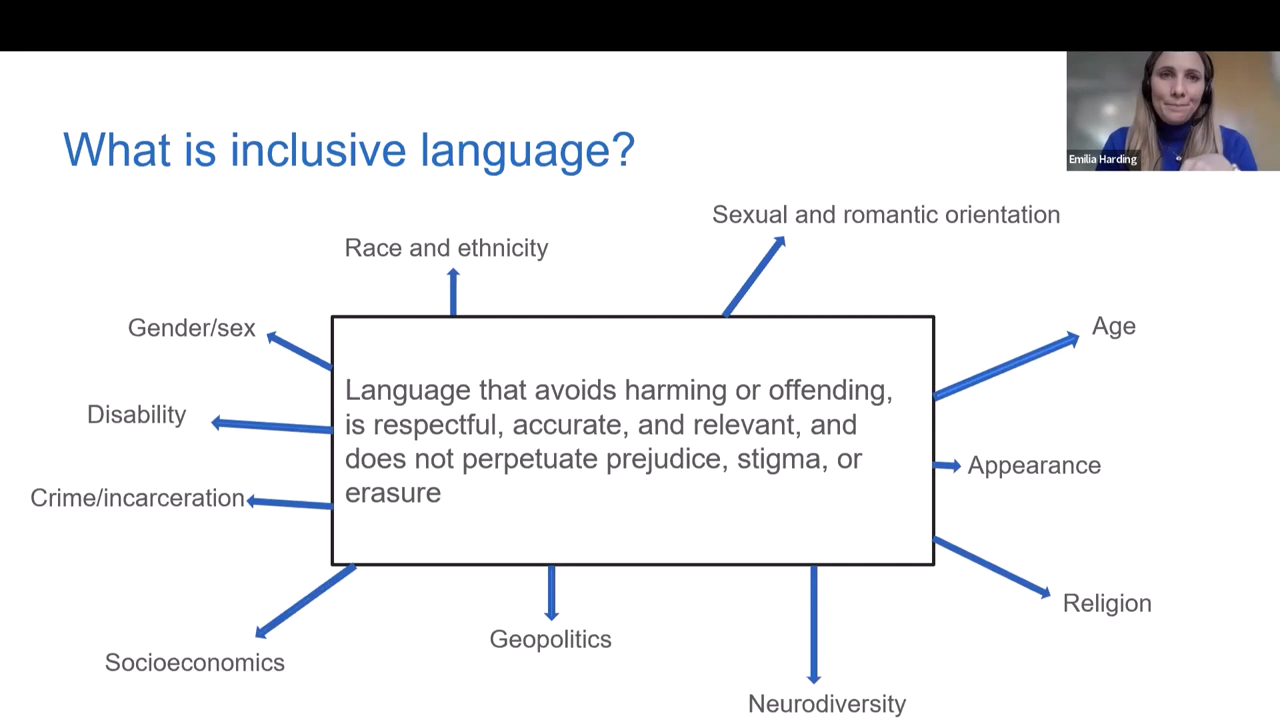 What is inclusive language?
Emilia Harding
Sexual and romantic orientation
Race and ethnicity
Gender/sex
Age
Disability
Language that avoids harming or offending,
is respectful, accurate, and relevant, and
does not perpetuate prejudice, stigma, or
erasure
Appearance
Crime/incarceration
Religion
Geopolitics
Socioeconomics
Neurodiversity